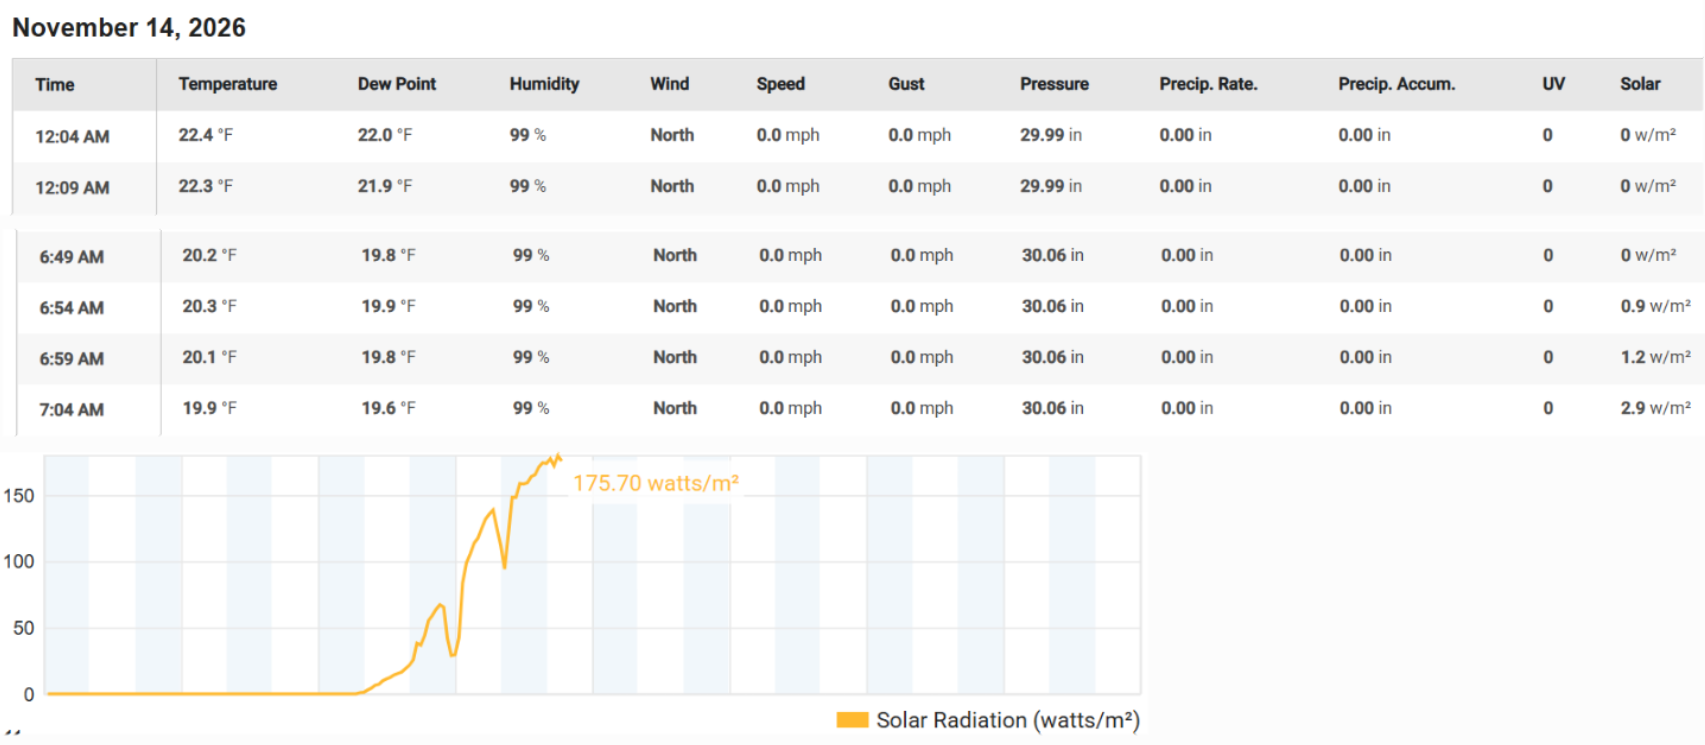 November 14, 2026
Time Temperature Dew Point Humidity Wind Speed Gust Pressure Precip. Rate. Precip. Accum. UV Solar
12:04 AM 22.4 °F 22.0 °F 99 % North 0.0 mph 0.0 mph 29.99 in 0.00 in 0.00 in 0 0 w/m²
12:09 AM 22.3 °F 21.9 °F 99 % North 0.0 mph 0.0 mph 29.99 in 0.00 in 0.00 in 0 0 w/m²
6:49 AM 20.2 °F 19.8 °F 99 % North 0.0 mph 0.0 mph 30.06 in 0.00 in 0.00 in 0 0 w/m²
6:54 AM 20.3 °F 19.9 °F 99 % North 0.0 mph 0.0 mph 30.06 in 0.00 in 0.00 in 0 0.9 w/m²
6:59 AM 20.1 °F 19.8 °F 99 % North 0.0 mph 0.0 mph 30.06 in 0.00 in 0.00 in 0 1.2 w/m²
7:04 AM 19.9 °F 19.6 °F 99 % North 0.0 mph 0.0 mph 30.06 in 0.00 in 0.00 in 0 2.9 w/m²
175.70 watts/m²
150
100
50
0
Solar Radiation (watts/m²)